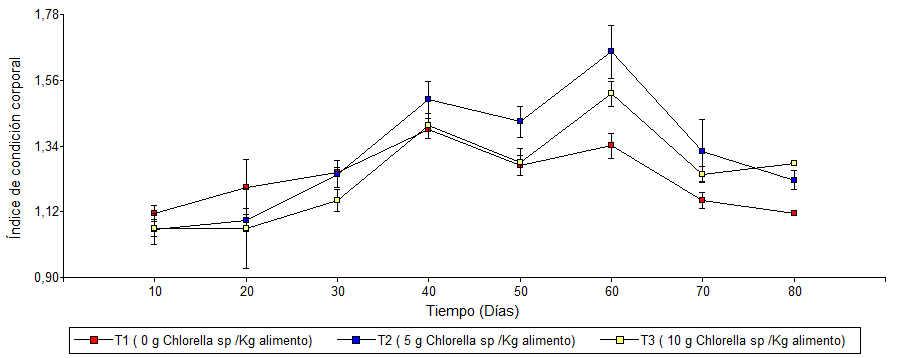 Índice de condición corporal
1,78
1,56
1,34
1,12
0,90
10 20 30 40 50 60 70 80
Tiempo (Días)
T1 ( 0 g Chlorella sp /Kg alimento) T2 ( 5 g Chlorella sp /Kg alimento) T3 ( 10 g Chlorella sp /Kg alimento)